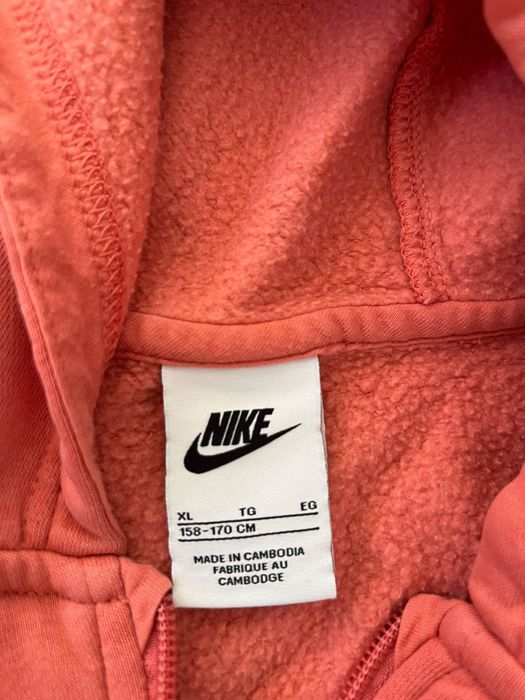 NIKE
XL TG EG
158-170 CM
MADE IN CAMBODIA
FABRIQUE AU
CAMBODGE